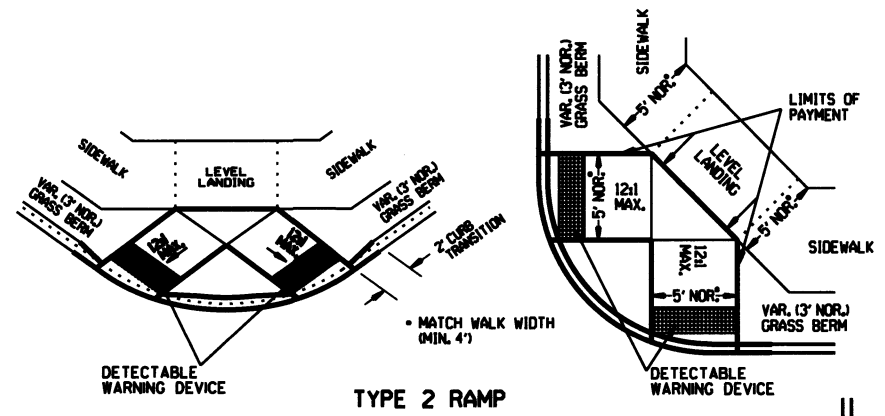 SIDEWALK
LEVEL
LANDING
SIDEWALK
VAR. (3' NOR.)
GRASS BERM
VAR. (3' NOR.)
GRASS BERM
12:1
MAX.
12:1
MAX.
2' CURB
TRANSITION
DETECTABLE
WARNING DEVICE
• MATCH WALK WIDTH
(MIN. 4')
TYPE 2 RAMP
VAR. (3' NOR.)
GRASS BERM
SIDEWALK
5' NOR.•
LIMITS OF
PAYMENT
LEVEL
LANDING
5' NOR.•
12:1
MAX.
5' NOR.•
SIDEWALK
12:1
MAX.
5' NOR.•
VAR. (3' NOR.)
GRASS BERM
DETECTABLE
WARNING DEVICE